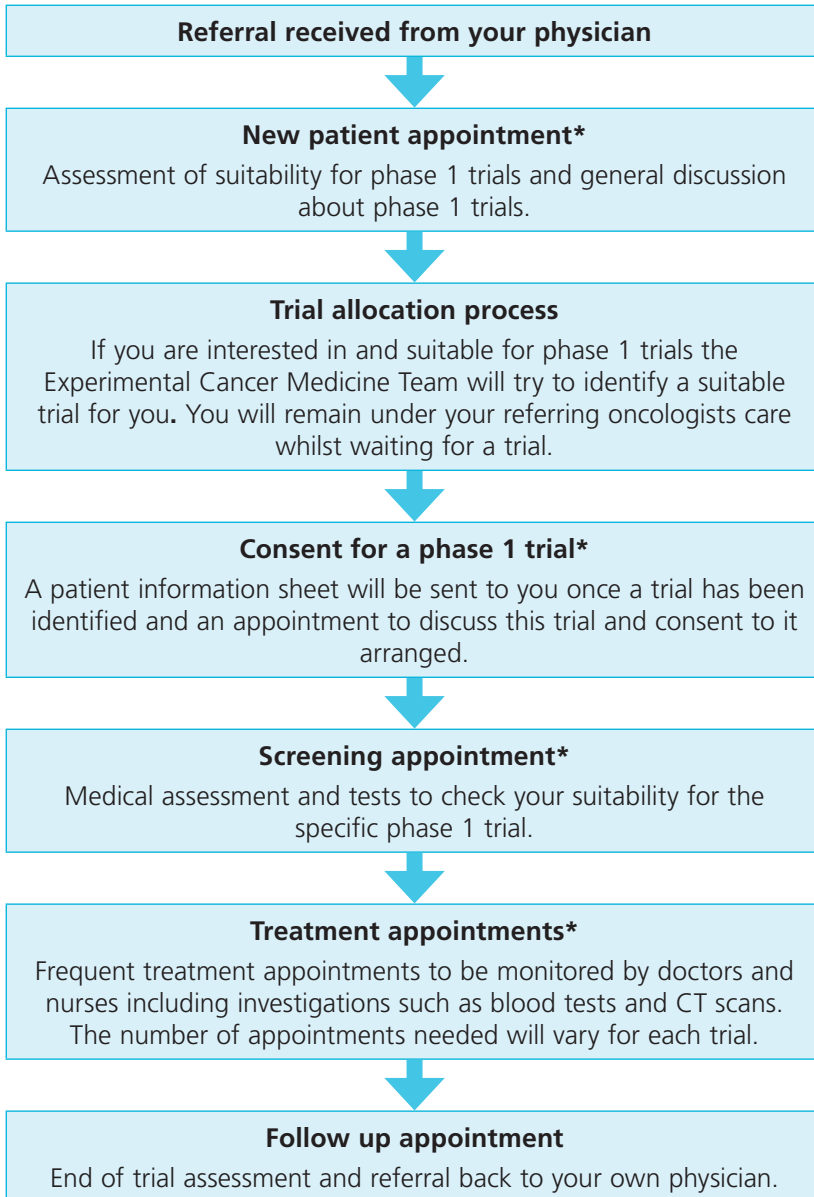 Referral received from your physician
New patient appointment*
Assessment of suitability for phase 1 trials and general discussion
about phase 1 trials.
Trial allocation process
If you are interested in and suitable for phase 1 trials the
Experimental Cancer Medicine Team will try to identify a suitable
trial for you. You will remain under your referring oncologists care
whilst waiting for a trial.
Consent for a phase 1 trial*
A patient information sheet will be sent to you once a trial has been
identified and an appointment to discuss this trial and consent to it
arranged.
Screening appointment*
Medical assessment and tests to check your suitability for the
specific phase 1 trial.
Treatment appointments*
Frequent treatment appointments to be monitored by doctors and
nurses including investigations such as blood tests and CT scans.
The number of appointments needed will vary for each trial.
Follow up appointment
End of trial assessment and referral back to your own physician.